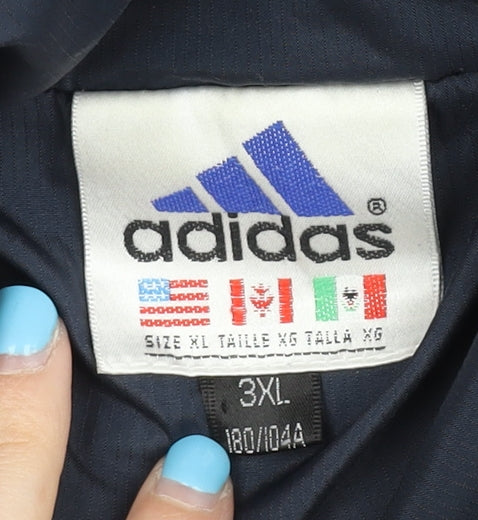 adidas®
SIZE XL TAILLE XG TALLA XG
3XL
180/104A